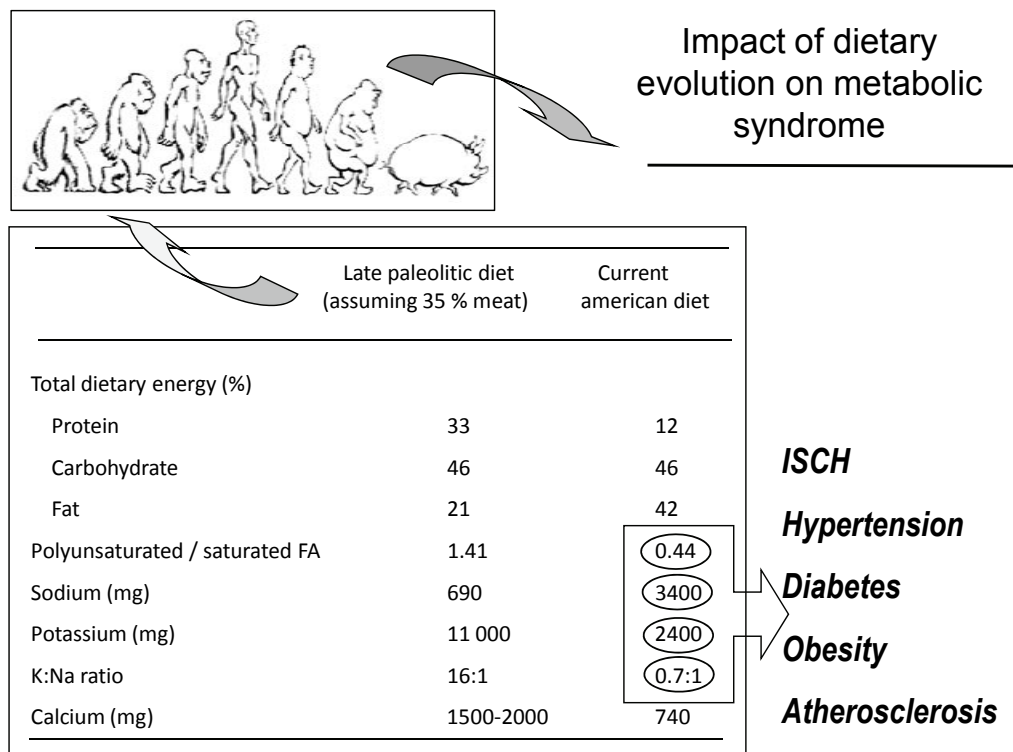 Impact of dietary
evolution on metabolic
syndrome
Late paleolitic diet
(assuming 35 % meat)
Current
american diet
Total dietary energy (%)
Protein 33 12
Carbohydrate 46 46
Fat 21 42
Polyunsaturated / saturated FA 1.41 0.44
Sodium (mg) 690 3400
Potassium (mg) 11 000 2400
K:Na ratio 16:1 0.7:1
Calcium (mg) 1500-2000 740
ISCH
Hypertension
Diabetes
Obesity
Atherosclerosis